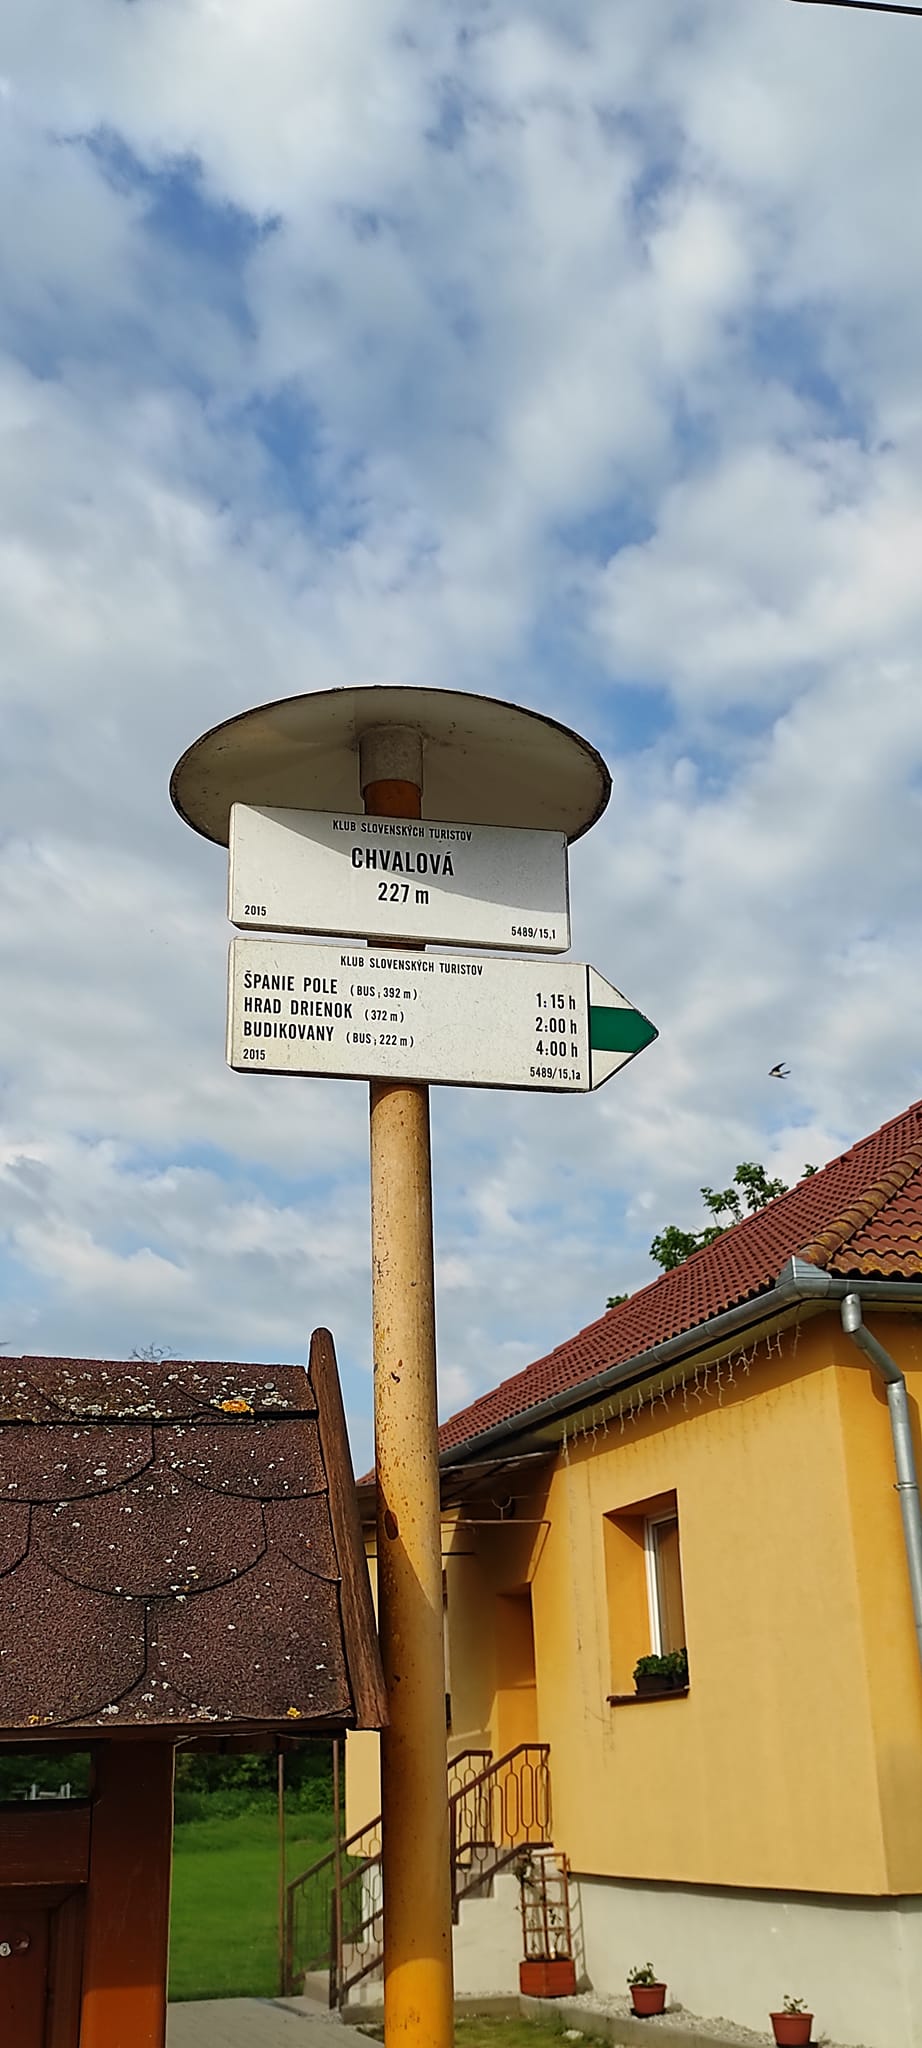 KLUB SLOVENSKÝCH TURISTOV
CHVALOVÁ
227 m
2015 5489/15,1
KLUB SLOVENSKÝCH TURISTOV
ŠPANIE POLE (BUS; 392 m) 1:15 h
HRAD DRIENOK (372 m) 2:00 h
BUDIKOVANY (BUS; 222 m) 4:00 h
2015 5489/15,1a